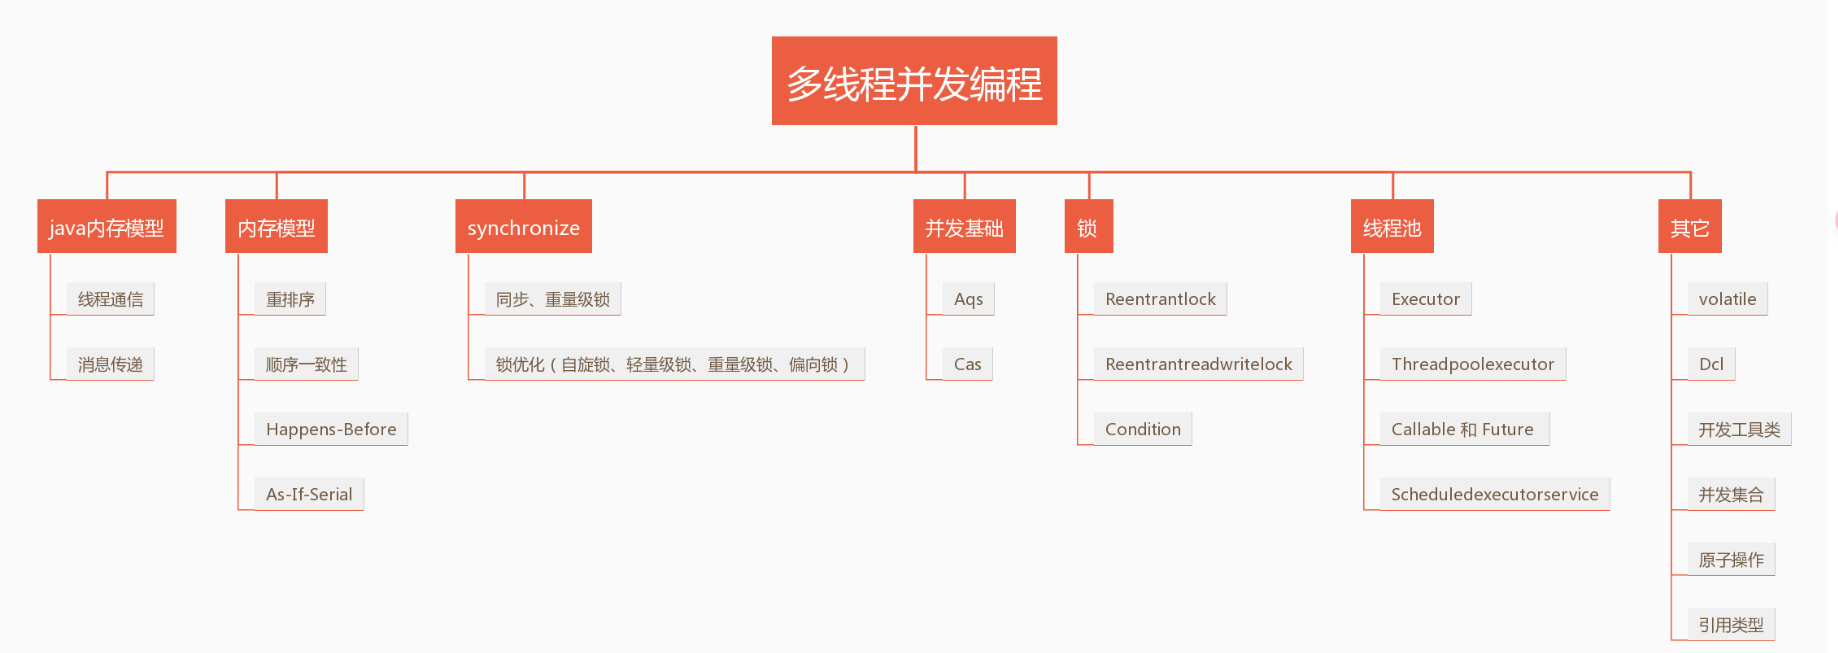 多线程并发编程
java内存模型
线程通信
消息传递
内存模型
重排序
顺序一致性
Happens-Before
As-If-Serial
synchronize
同步、重量级锁
锁优化（自旋锁、轻量级锁、重量级锁、偏向锁）
并发基础
Aqs
Cas
锁
Reentrantlock
Reentrantreadwritelock
Condition
线程池
Executor
Threadpoolexecutor
Callable 和 Future
Scheduledexecutorservice
其它
volatile
Dcl
开发工具类
并发集合
原子操作
引用类型